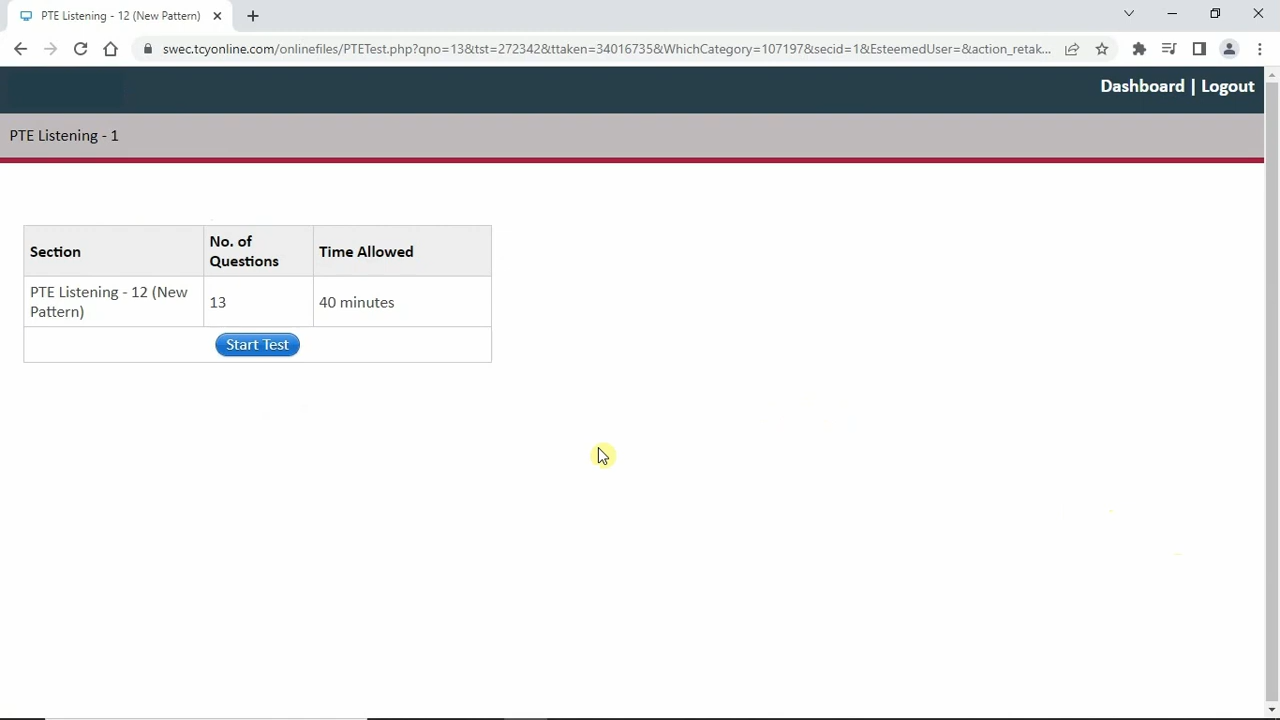 PTE Listening - 12 (New Pattern)
swec.tcyonline.com/onlinefiles/PTETest.php?qno=13&tst=272342&ttaken=34016735&WhichCategory=107197&secid=1&EsteemedUser=&action_retak...
Dashboard | Logout
PTE Listening - 1
Section
No. of
Questions
Time Allowed
PTE Listening - 12 (New
Pattern)
13
40 minutes
Start Test